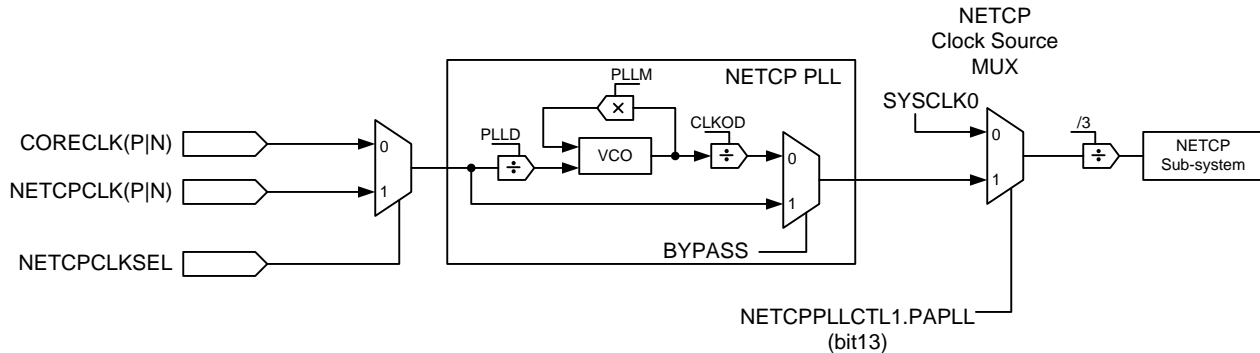 NETCP
Clock Source
MUX
NETCP PLL
PLLM
×
SYSCLK0
CORECLK(P|N)
0
PLLD
÷
VCO
CLKOD
÷
0
0
/3
÷
NETCP
Sub-system
NETCPCLK(P|N)
1
1
1
BYPASS
NETCPCLKSEL
NETCPPLLCTL1.PAPLL
(bit13)